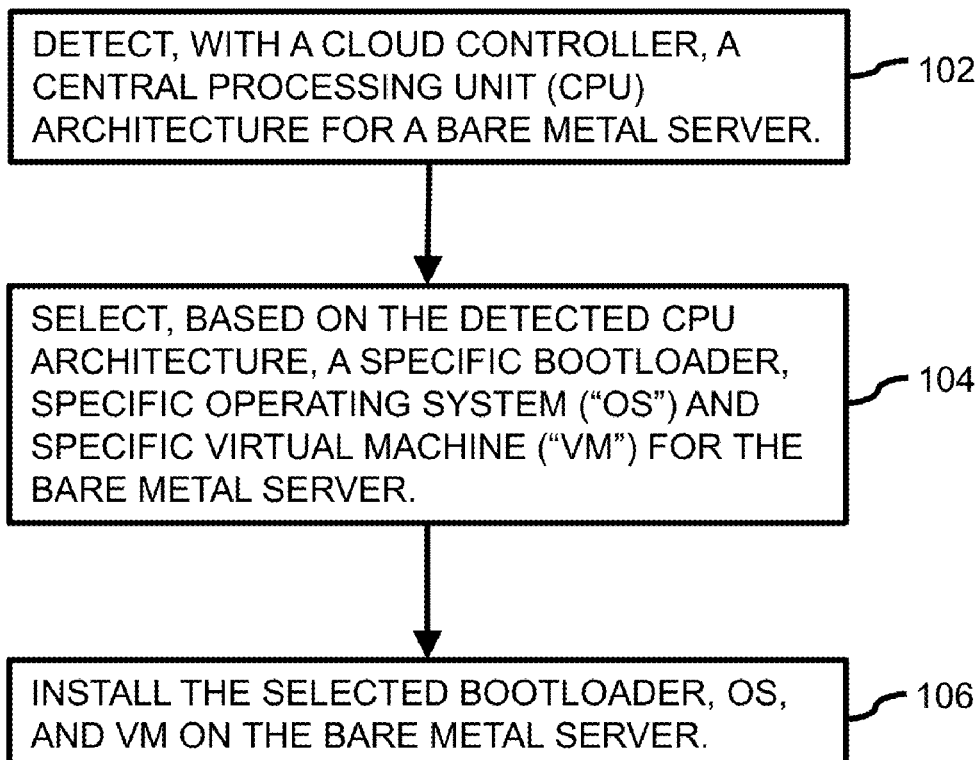 DETECT, WITH A CLOUD CONTROLLER, A
CENTRAL PROCESSING UNIT (CPU)
ARCHITECTURE FOR A BARE METAL SERVER.
102
SELECT, BASED ON THE DETECTED CPU
ARCHITECTURE, A SPECIFIC BOOTLOADER,
SPECIFIC OPERATING SYSTEM (“OS”) AND
SPECIFIC VIRTUAL MACHINE (“VM”) FOR THE
BARE METAL SERVER.
104
INSTALL THE SELECTED BOOTLOADER, OS,
AND VM ON THE BARE METAL SERVER.
106